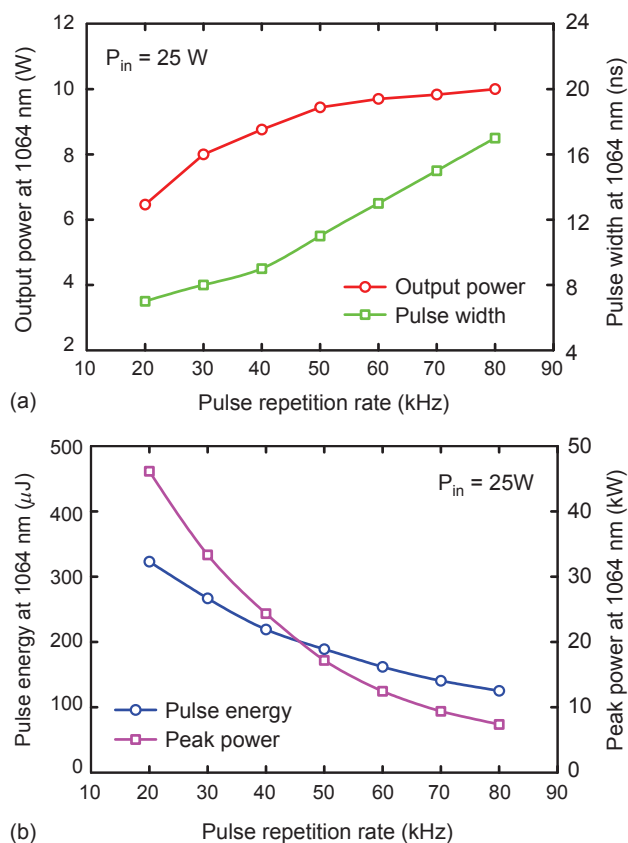 12
10
8
6
4
2
Output power at 1064 nm (W)
P_in = 25 W
24
20
16
12
8
4
Pulse width at 1064 nm (ns)
Output power
Pulse width
10 20 30 40 50 60 70 80 90
(a) Pulse repetition rate (kHz)
500
400
300
200
100
0
Pulse energy at 1064 nm (μJ)
P_in = 25W
50
40
30
20
10
0
Peak power at 1064 nm (kW)
Pulse energy
Peak power
10 20 30 40 50 60 70 80 90
(b) Pulse repetition rate (kHz)